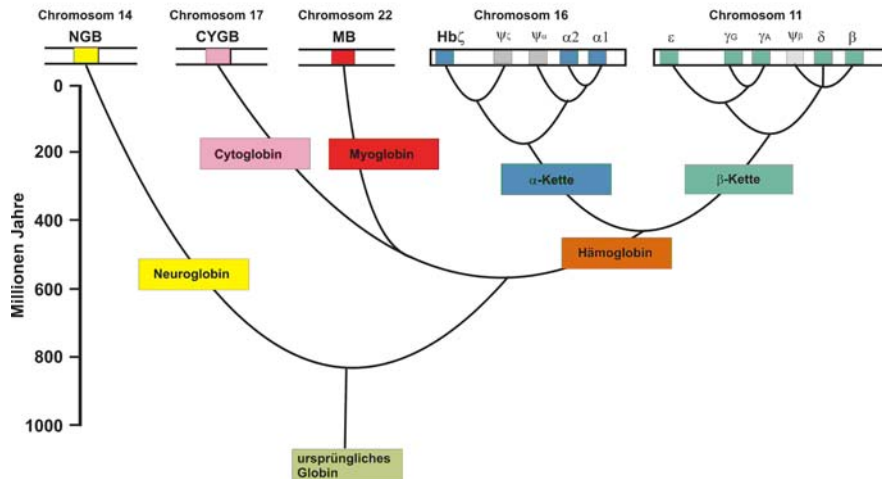 Chromosom 14 Chromosom 17 Chromosom 22 Chromosom 16 Chromosom 11
NGB CYGB MB Hbζ ψζ ψα α2 α1 ε γG γA ψβ δ β
0
200
400
600
800
1000
Millionen Jahre
Cytoglobin Myoglobin
α-Kette β-Kette
Hämoglobin
Neuroglobin
ursprüngliches
Globin